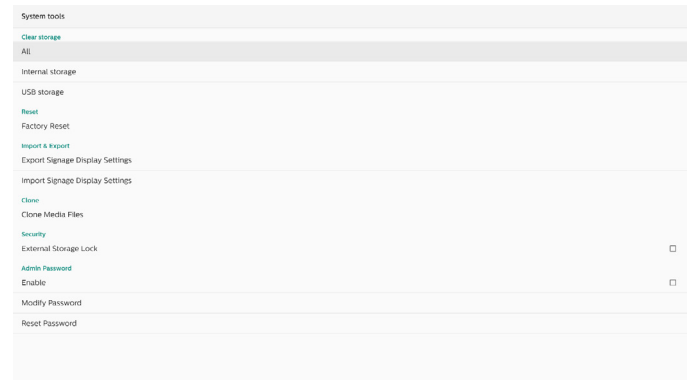 System tools
Clear storage
All
Internal storage
USB storage
Reset
Factory Reset
Import & Export
Export Signage Display Settings
Import Signage Display Settings
Clone
Clone Media Files
Security
External Storage Lock
Admin Password
Enable
Modify Password
Reset Password